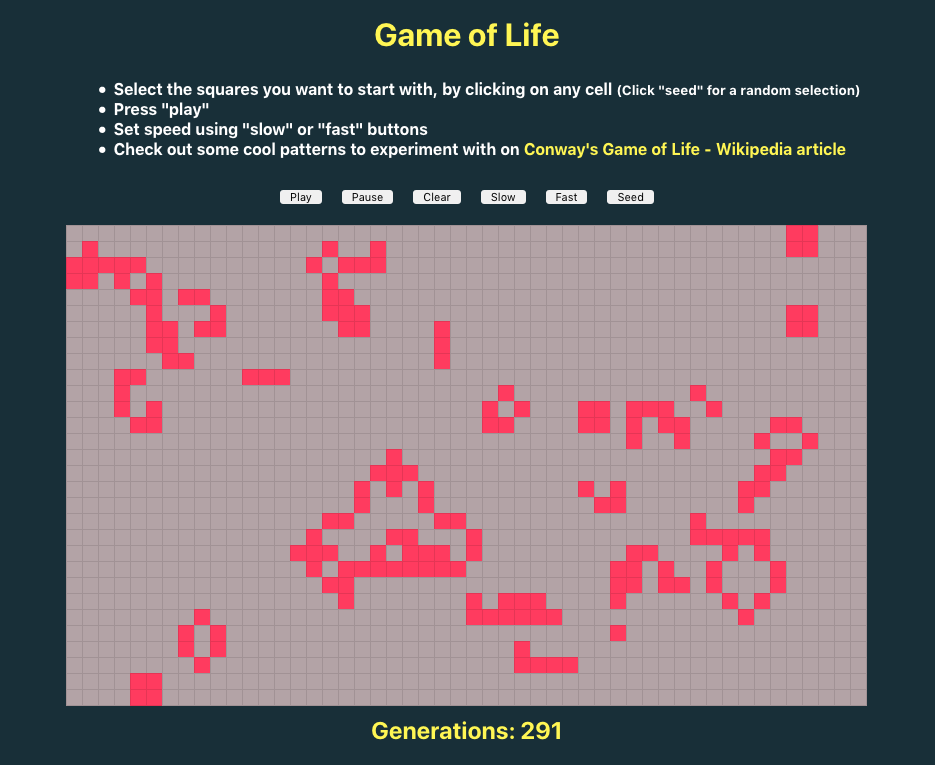 Game of Life
Select the squares you want to start with, by clicking on any cell (Click "seed" for a random selection)
Press "play"
Set speed using "slow" or "fast" buttons
Check out some cool patterns to experiment with on Conway's Game of Life - Wikipedia article
Play Pause Clear Slow Fast Seed
Generations: 291